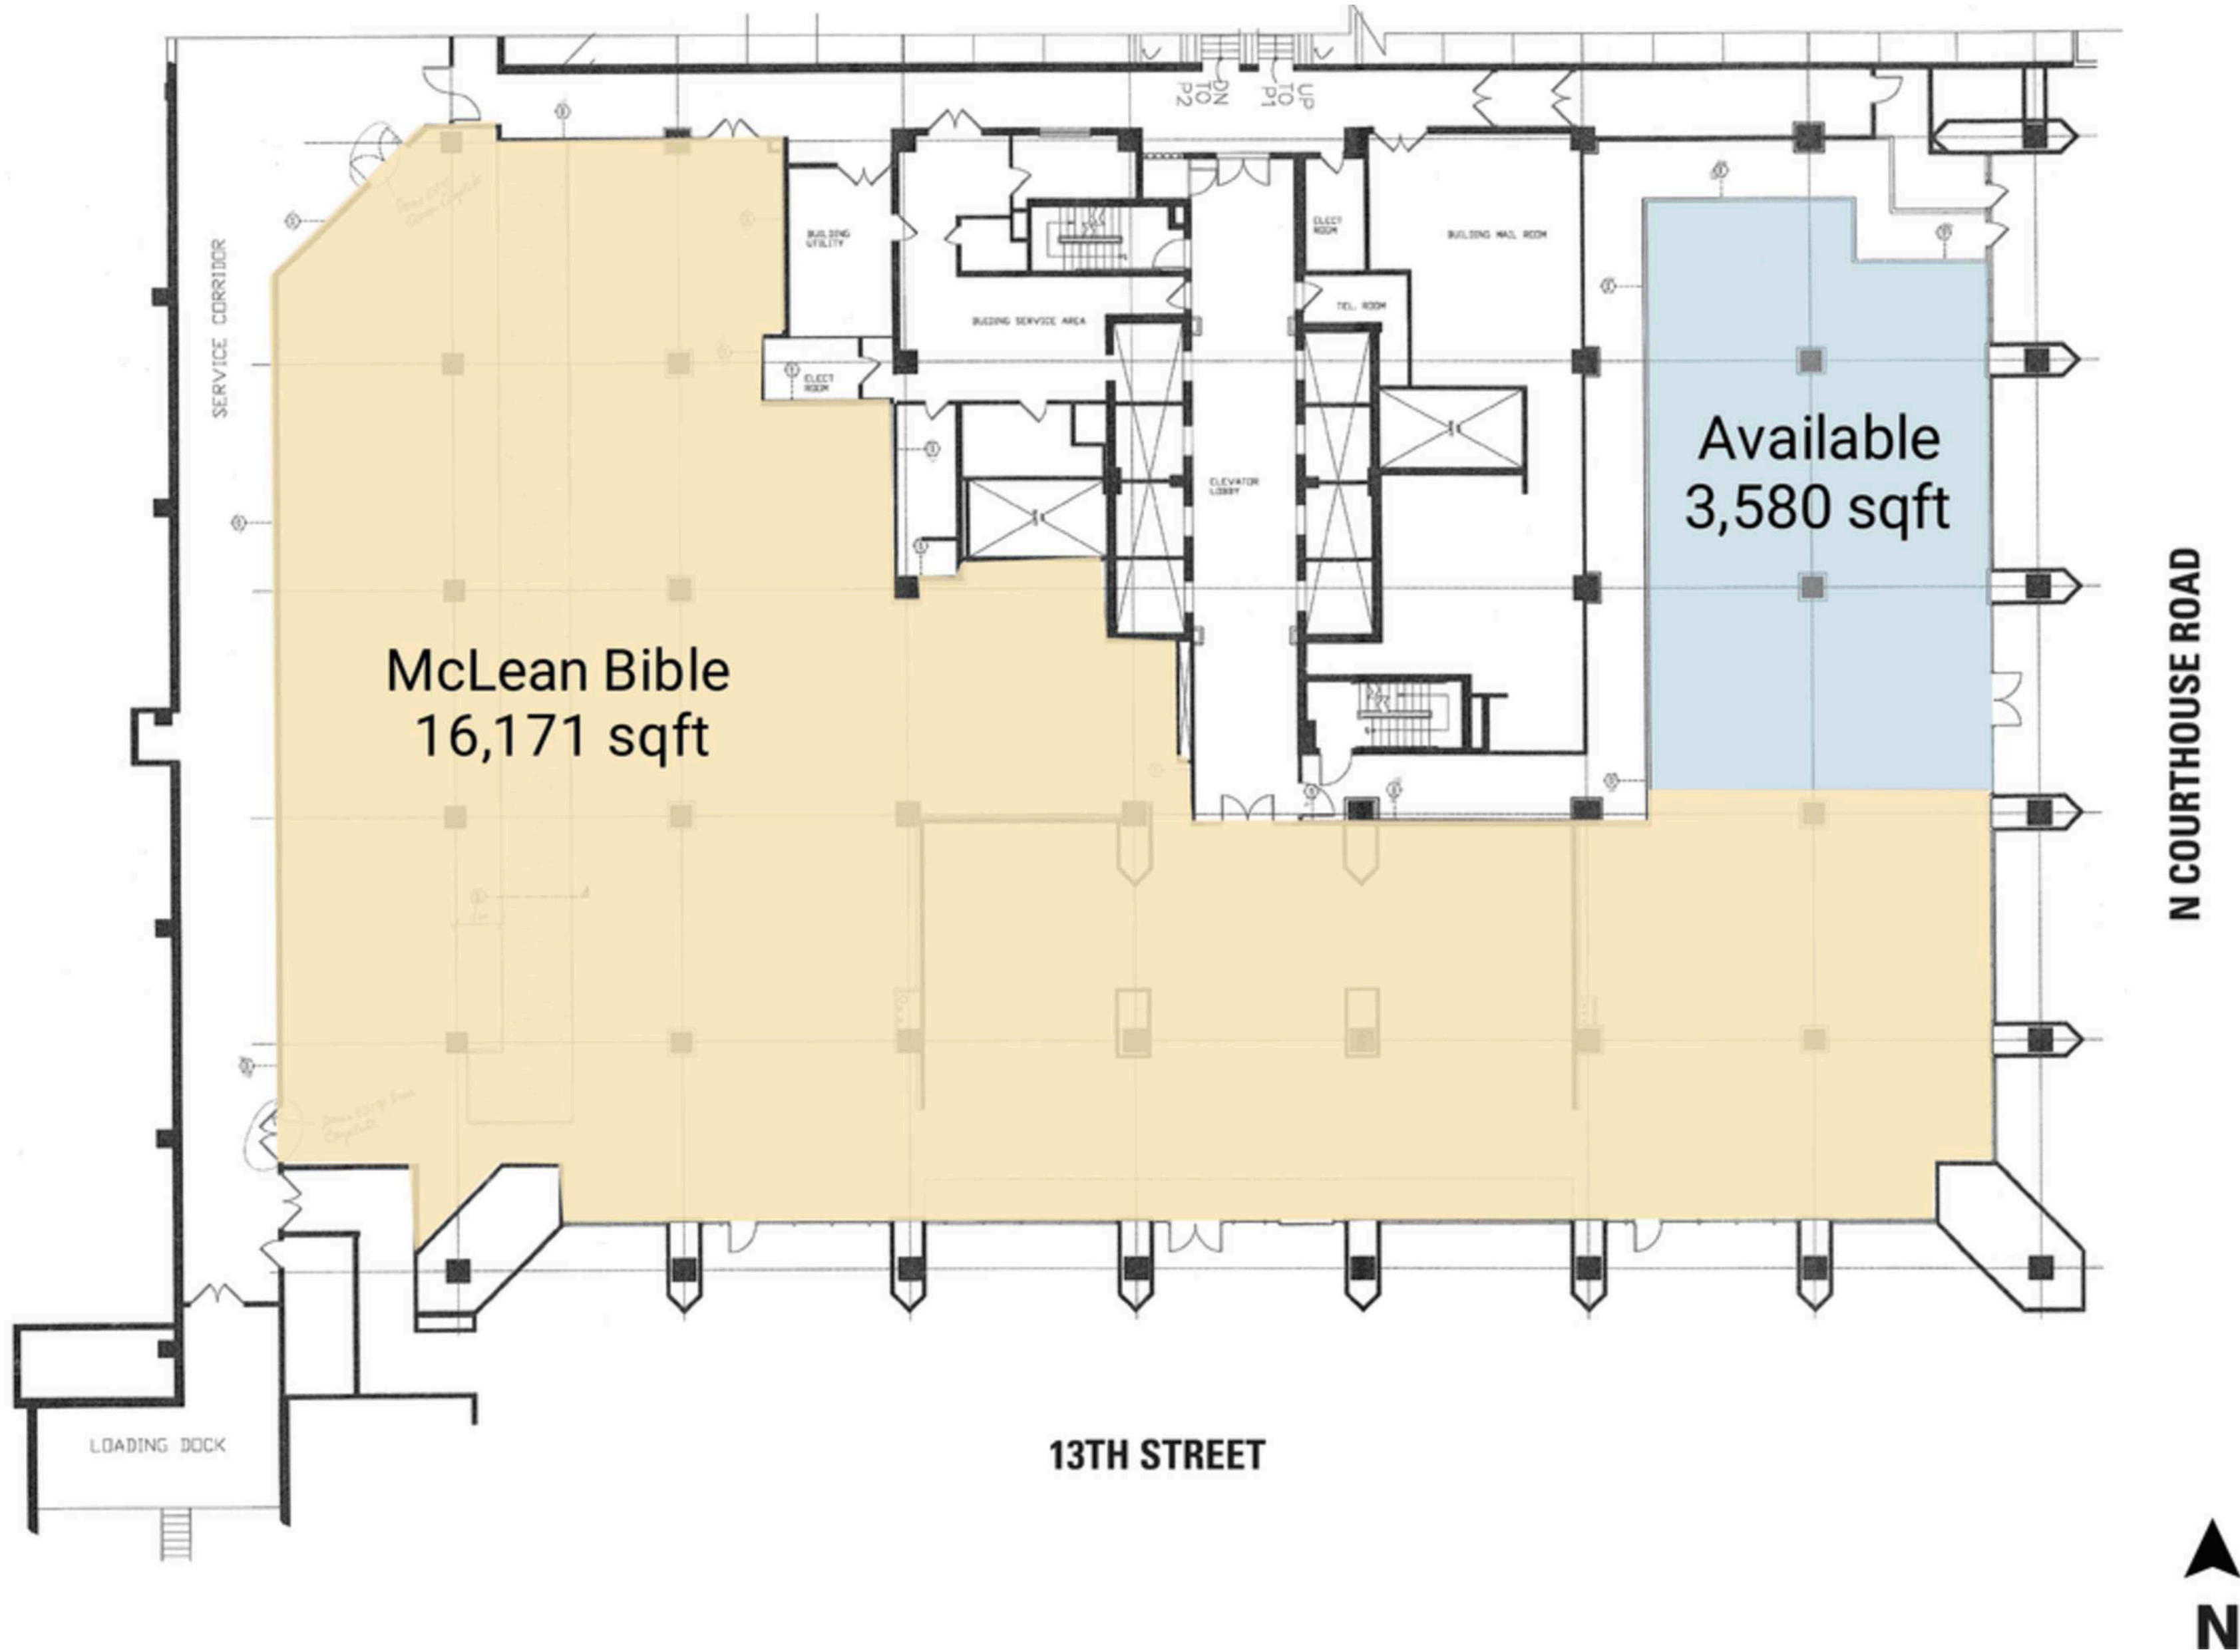 DN
TO
P2
UP
TO
P1
SERVICE CORRIDOR
BUILDING
UTILITY
ELECT
ROOM
BUILDING MAIL ROOM
TEL. ROOM
BUIDING SERVICE AREA
ELECT
ROOM
ELEVATOR
LOBBY
Available
3,580 sqft
McLean Bible
16,171 sqft
N COURTHOUSE ROAD
LOADING DOCK
13TH STREET
N